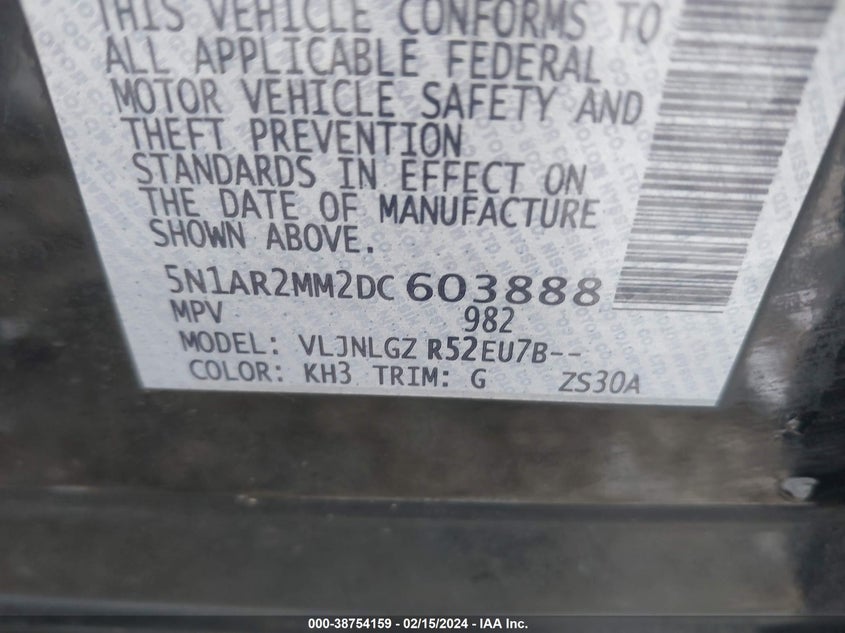 THIS VEHICLE CONFORMS TO
ALL APPLICABLE FEDERAL
MOTOR VEHICLE SAFETY AND
THEFT PREVENTION
STANDARDS IN EFFECT ON
THE DATE OF MANUFACTURE
SHOWN ABOVE.
5N1AR2MM2DC 603888
MPV 982
MODEL: VLJNLGZ R52EU7B--
COLOR: KH3 TRIM: G ZS30A
000-38754159 - 02/15/2024 - IAA Inc.